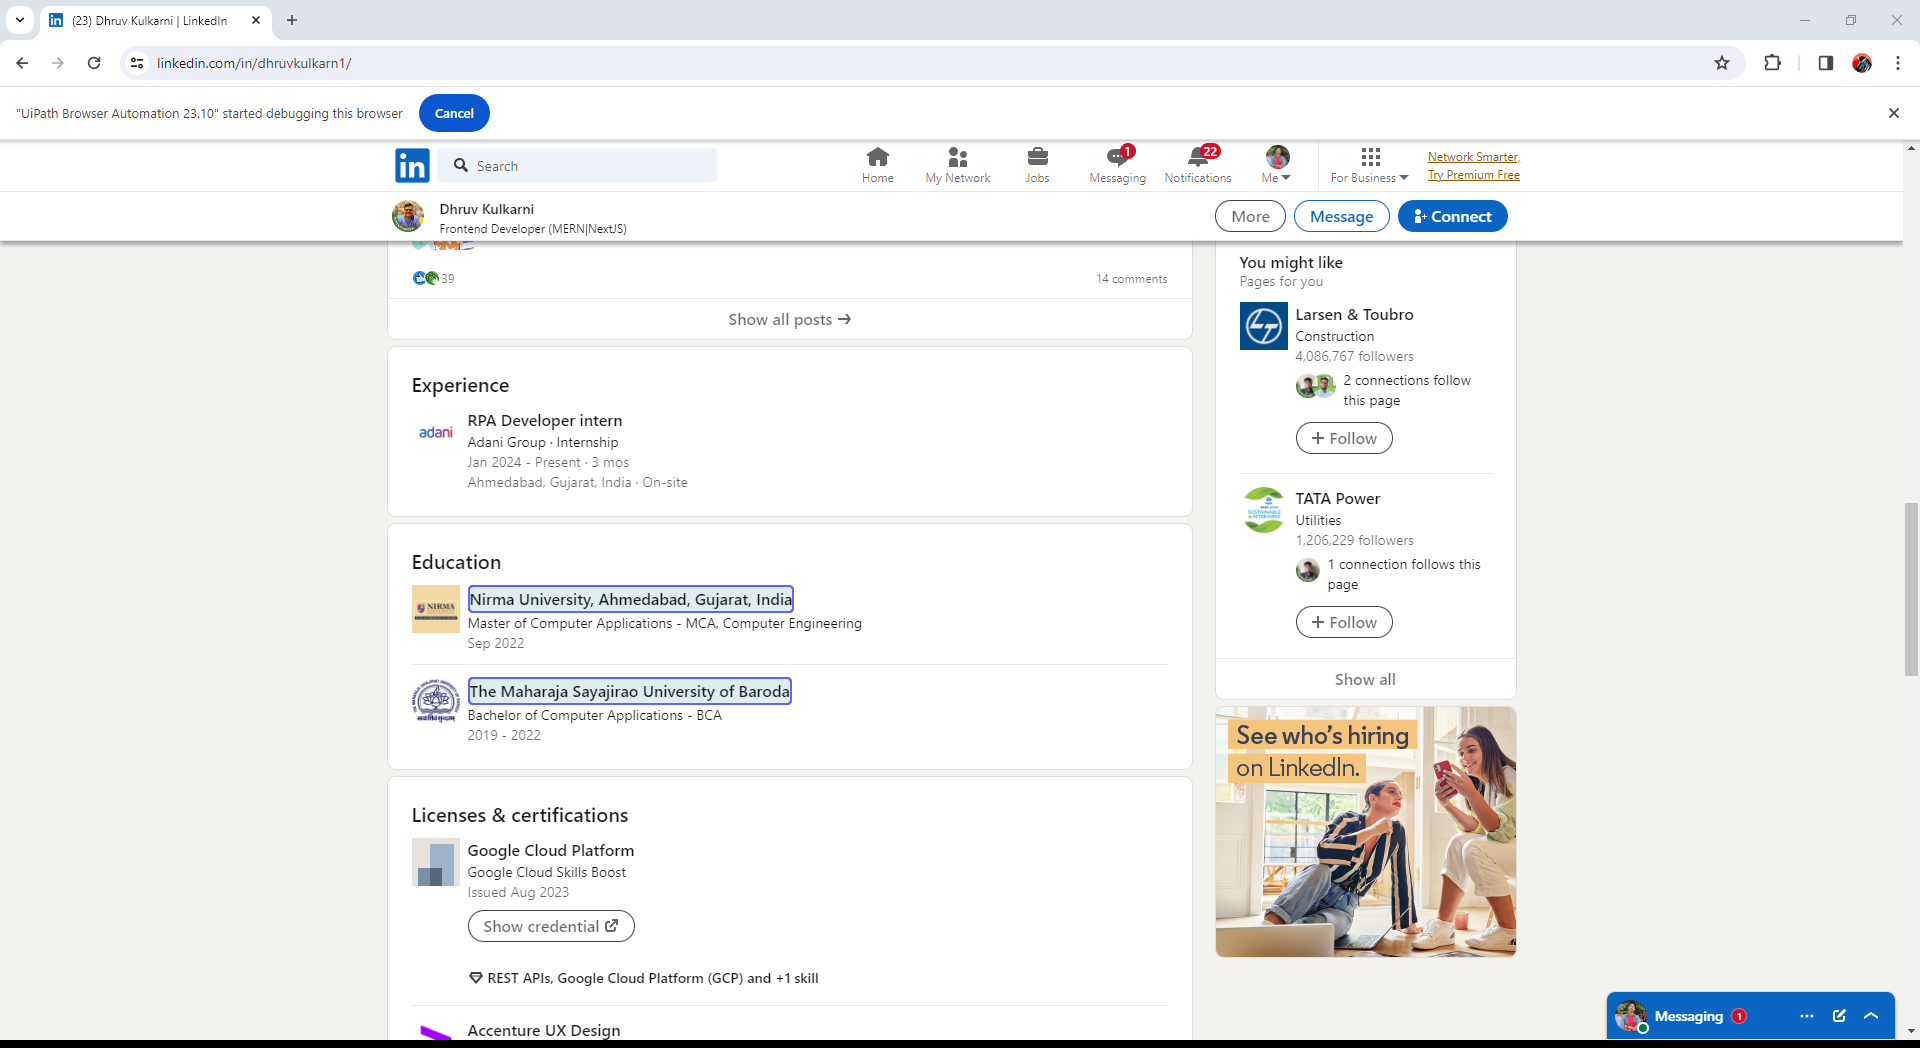 (23) Dhruv Kulkarni | LinkedIn
linkedin.com/in/dhruvkulkarn1/
"UiPath Browser Automation 23.10" started debugging this browser
Cancel
in
Search
Home
My Network
Jobs
1
Messaging
22
Notifications
Me
For Business
Network Smarter,
Try Premium Free
Dhruv Kulkarni
Frontend Developer (MERN|NextJS)
More
Message
Connect
39
14 comments
Show all posts
Experience
adani
RPA Developer intern
Adani Group · Internship
Jan 2024 - Present · 3 mos
Ahmedabad, Gujarat, India · On-site
Education
NIRMA
Nirma University, Ahmedabad, Gujarat, India
Master of Computer Applications - MCA, Computer Engineering
Sep 2022
The Maharaja Sayajirao University of Baroda
Bachelor of Computer Applications - BCA
2019 - 2022
Licenses & certifications
Google Cloud Platform
Google Cloud Skills Boost
Issued Aug 2023
Show credential
REST APIs, Google Cloud Platform (GCP) and +1 skill
Accenture UX Design
You might like
Pages for you
Larsen & Toubro
Construction
4,086,767 followers
2 connections follow
this page
+ Follow
TATA Power
Utilities
1,206,229 followers
1 connection follows this
page
+ Follow
Show all
See who's hiring
on LinkedIn.
Messaging 1